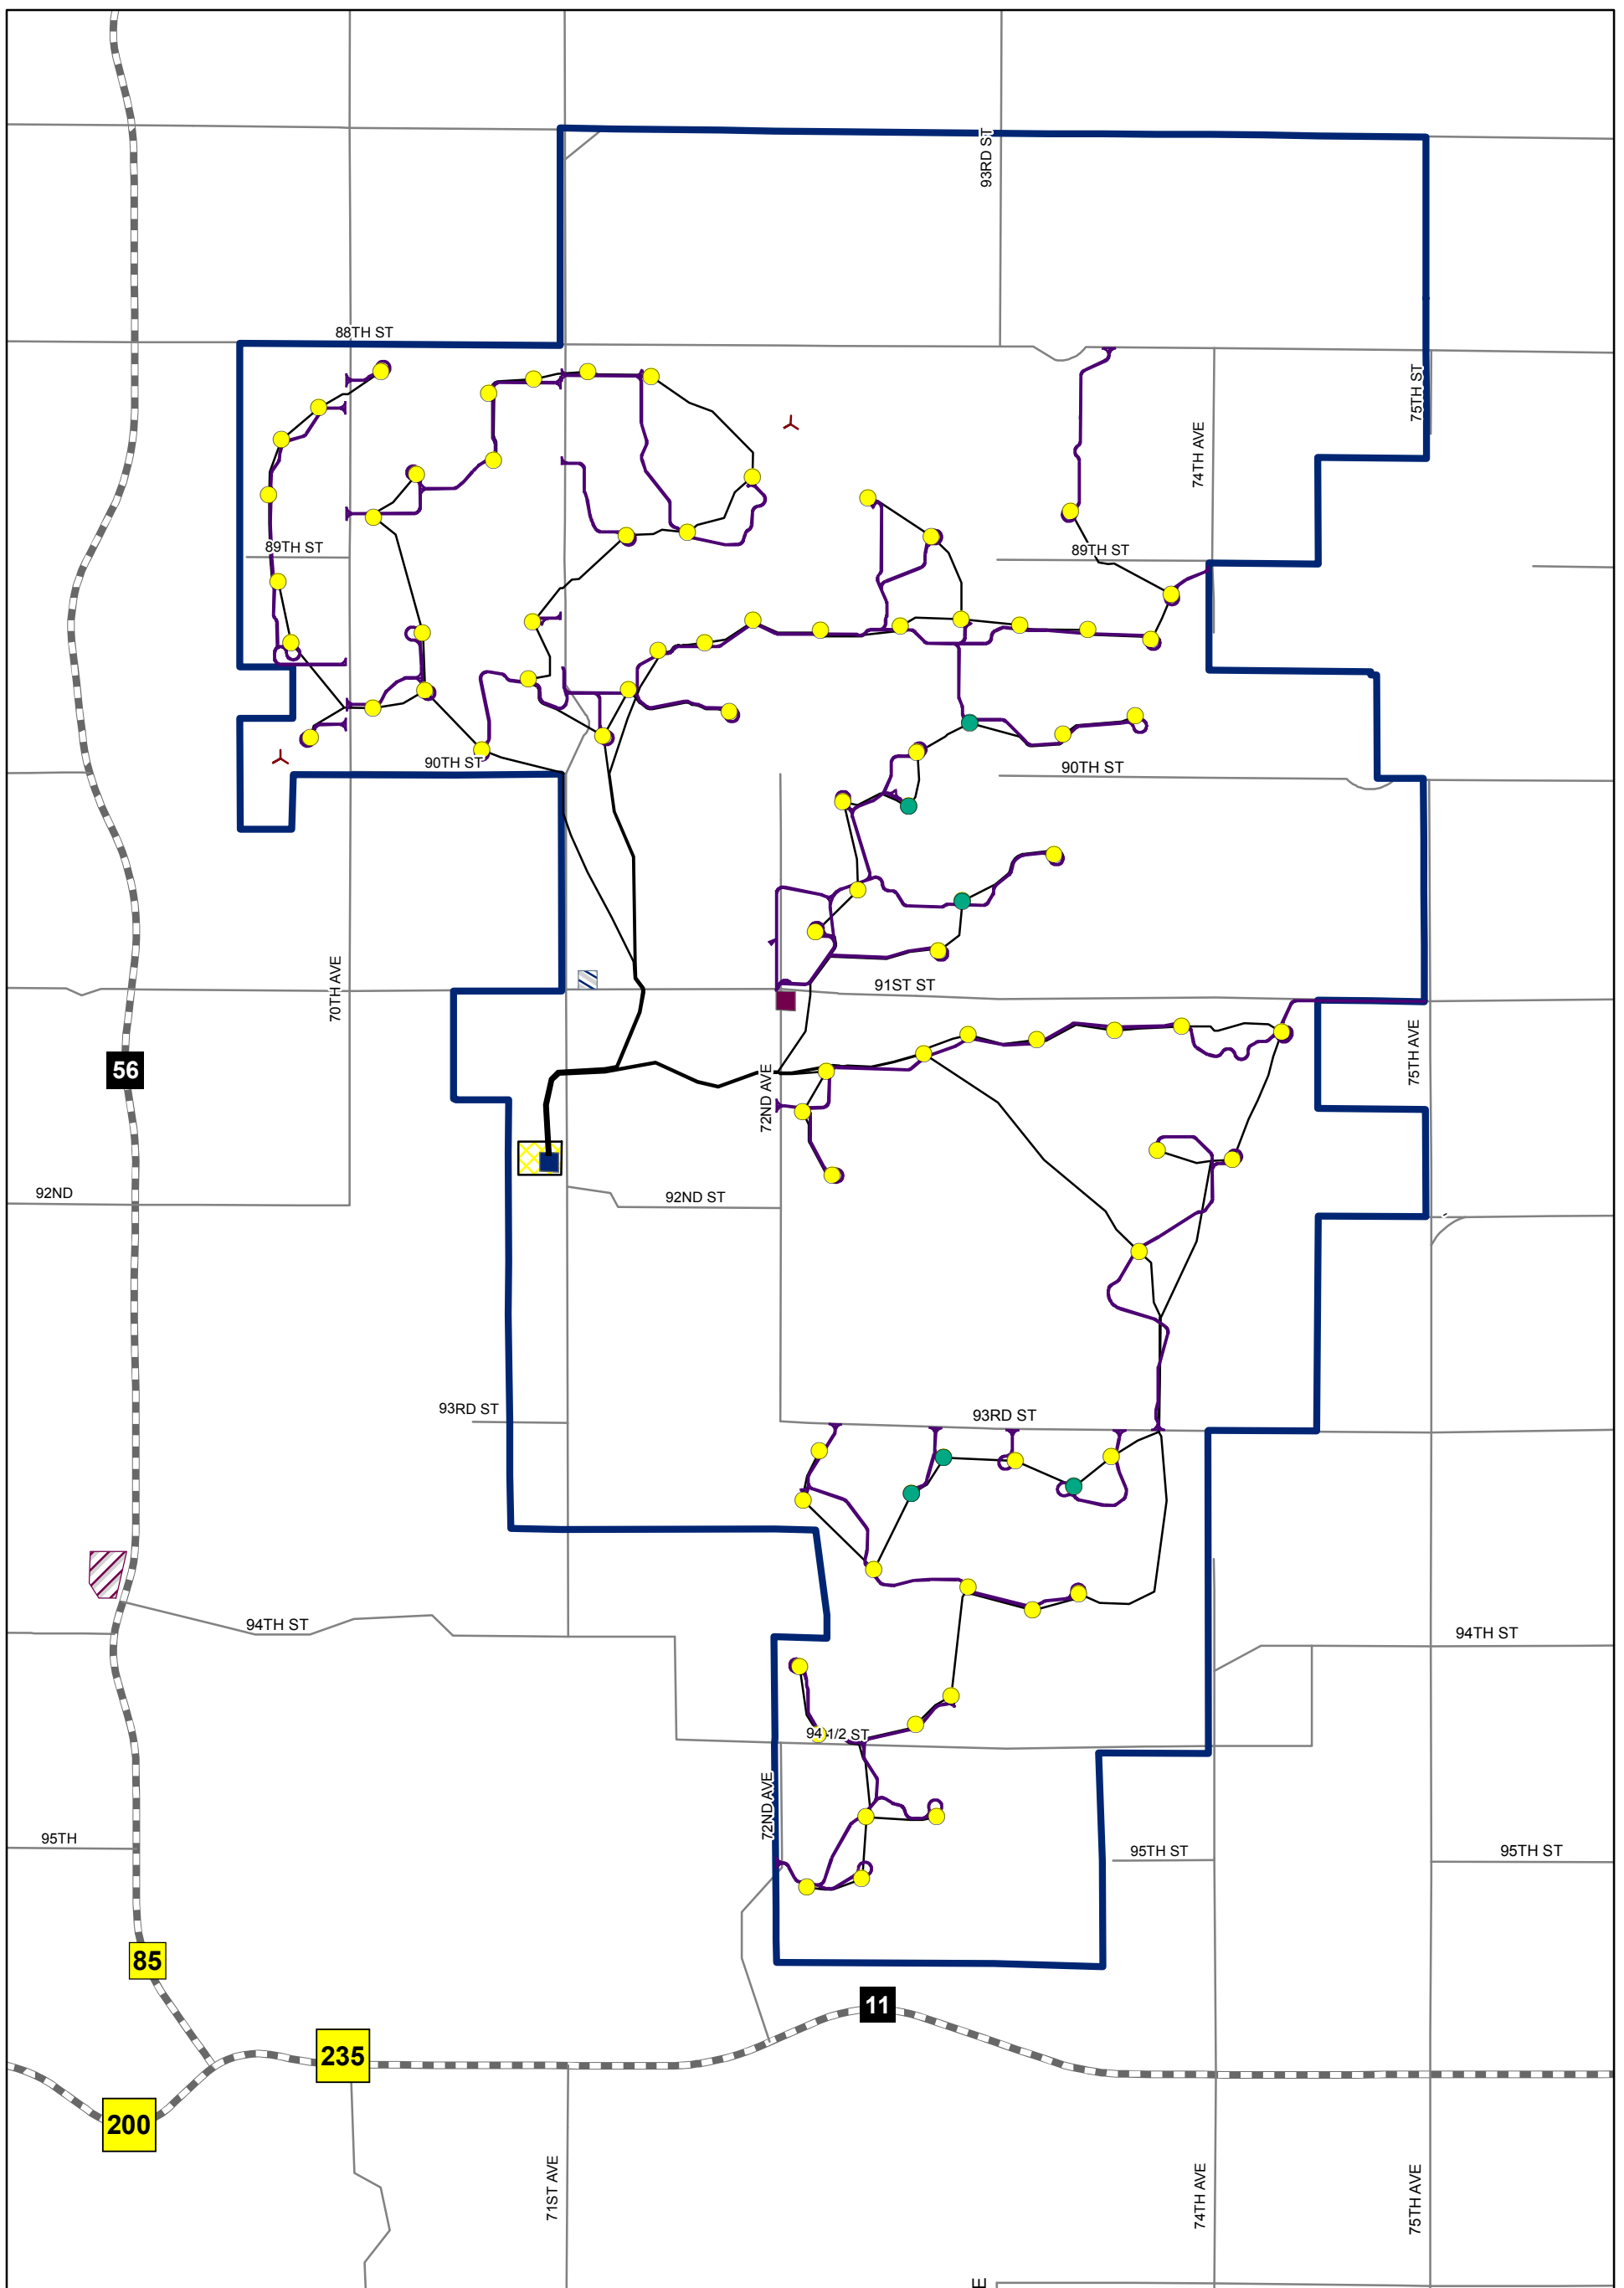 93RD ST
88TH ST
75TH ST
74TH AVE
89TH ST
89TH ST
90TH ST
90TH ST
70TH AVE
91ST ST
56
72ND AVE
75TH AVE
92ND
92ND ST
93RD ST
93RD ST
94TH ST
94TH ST
94 1/2 ST
72ND AVE
95TH
95TH ST
95TH ST
85
11
235
200
71ST AVE
74TH AVE
75TH AVE
E